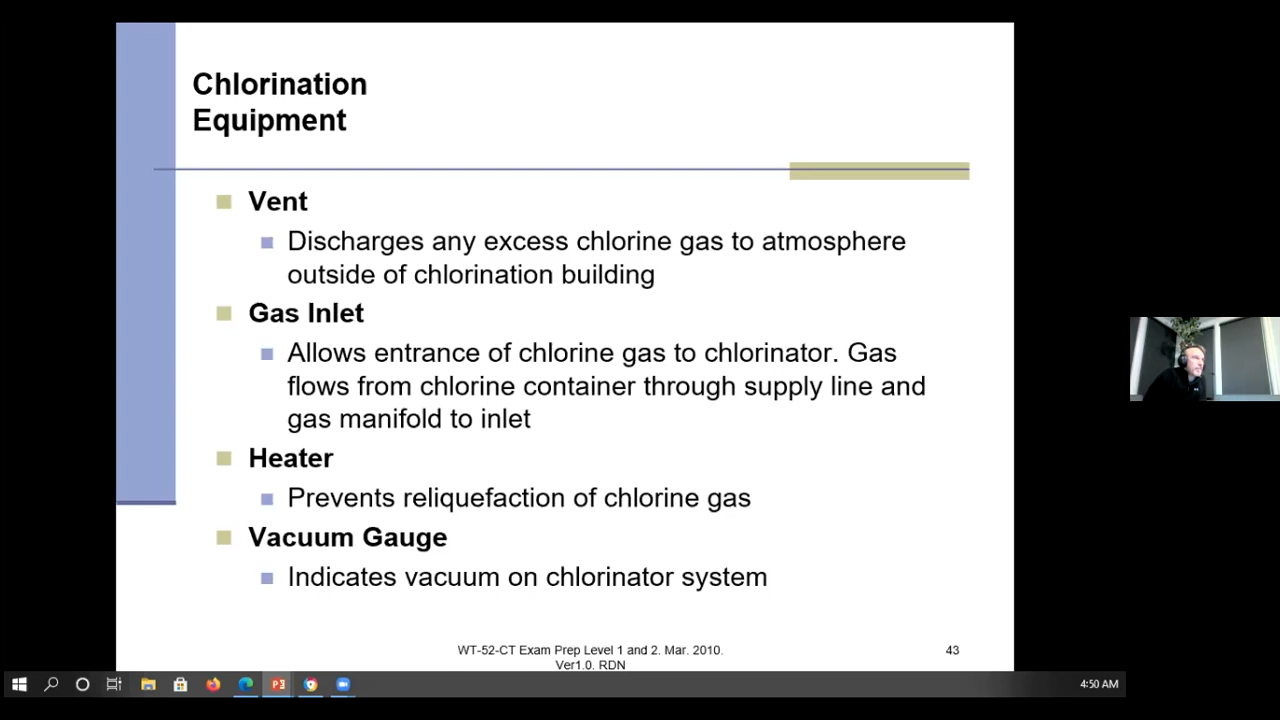 Chlorination
Equipment
Vent
Discharges any excess chlorine gas to atmosphere
outside of chlorination building
Gas Inlet
Allows entrance of chlorine gas to chlorinator. Gas
flows from chlorine container through supply line and
gas manifold to inlet
Heater
Prevents reliquefaction of chlorine gas
Vacuum Gauge
Indicates vacuum on chlorinator system
WT-52-CT Exam Prep Level 1 and 2. Mar. 2010.
Ver1.0. RDN
43
4:50 AM